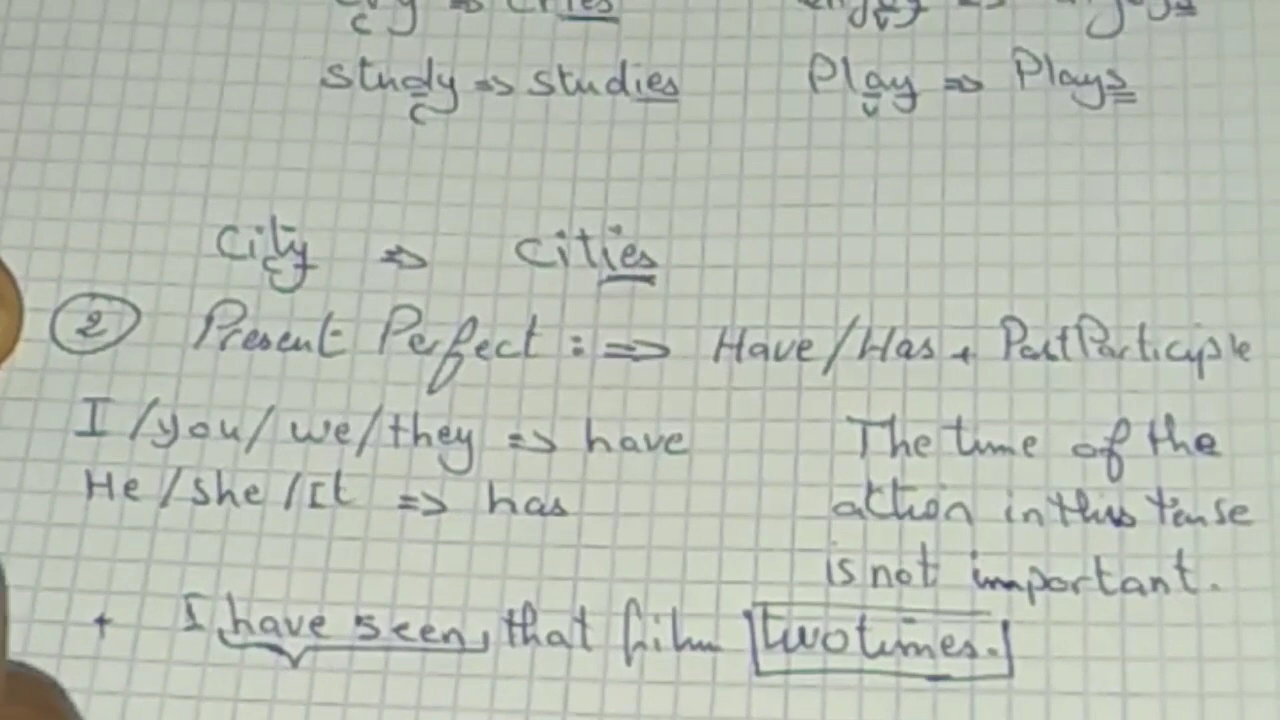 cries
study => studies Play => Plays
City => cities
2 Present Perfect : => Have/Has + Past Participle
I/you/we/they => have
He/she/It => has
The time of the
action in this tense
is not important.
+ I have seen that film two times.